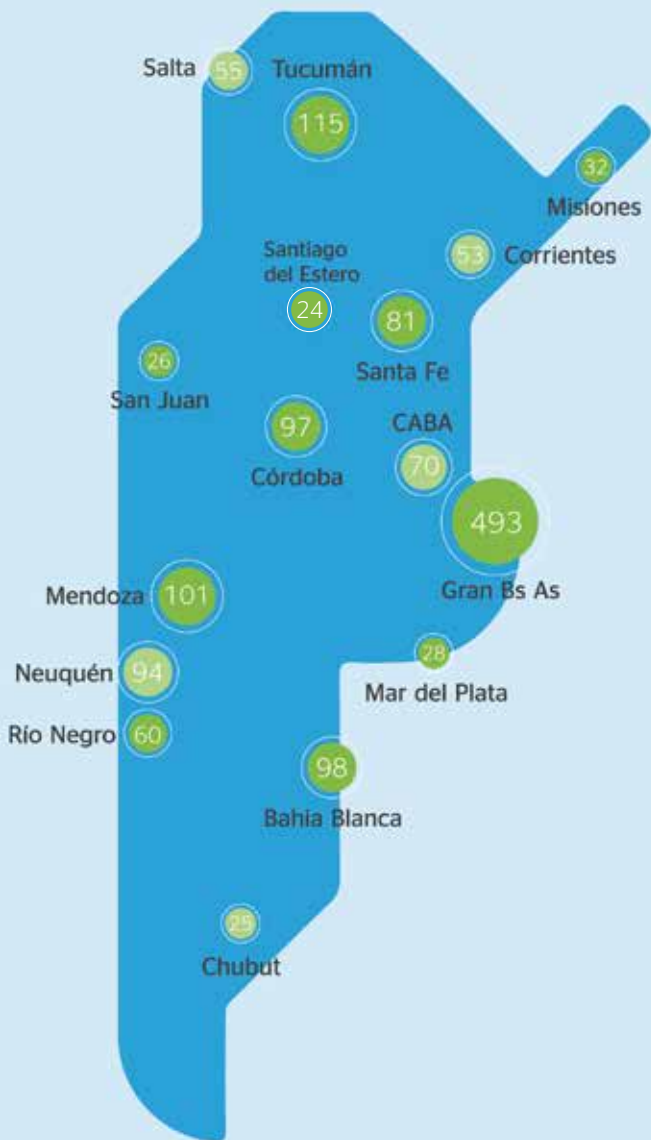 Salta
55
Tucumán
115
32
Misiones
53
Corrientes
Santiago
del Estero
24
81
Santa Fe
26
San Juan
97
Córdoba
CABA
70
493
Gran Bs As
Mendoza
101
28
Mar del Plata
Neuquén
94
Río Negro
60
98
Bahia Blanca
25
Chubut